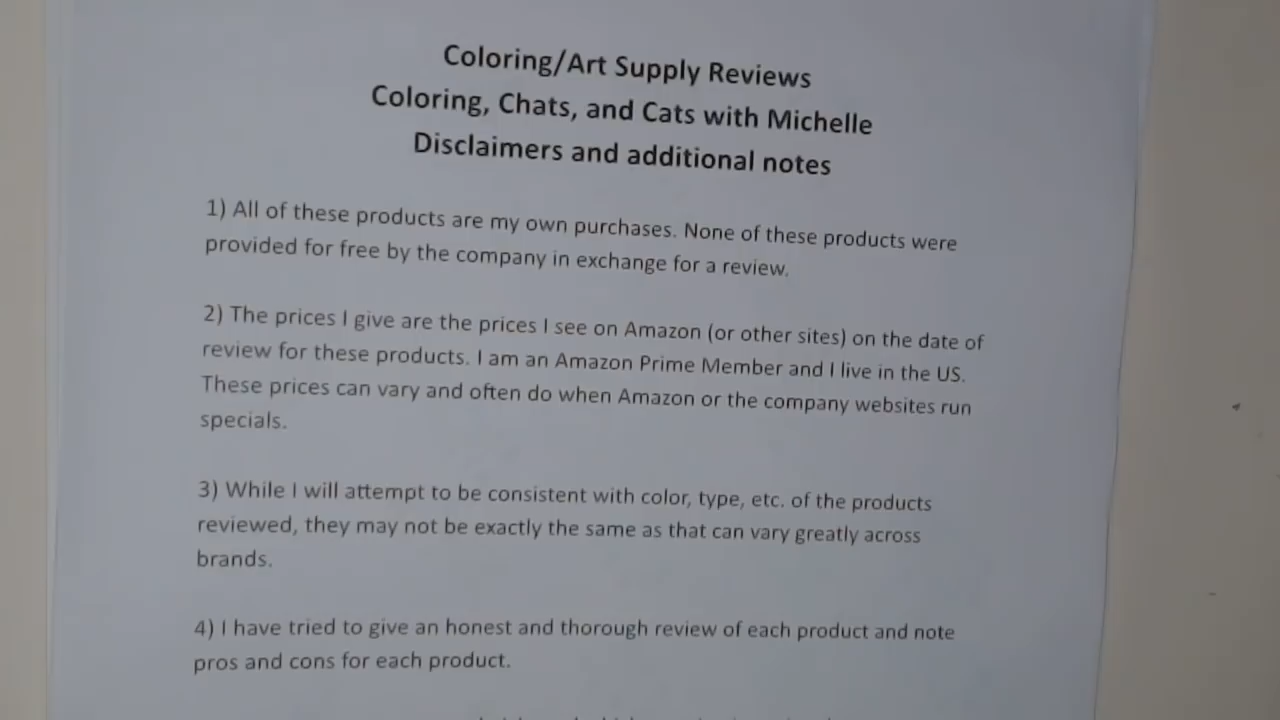 Coloring/Art Supply Reviews
Coloring, Chats, and Cats with Michelle
Disclaimers and additional notes
1) All of these products are my own purchases. None of these products were
provided for free by the company in exchange for a review.
2) The prices I give are the prices I see on Amazon (or other sites) on the date of
review for these products. I am an Amazon Prime Member and I live in the US.
These prices can vary and often do when Amazon or the company websites run
specials.
3) While I will attempt to be consistent with color, type, etc. of the products
reviewed, they may not be exactly the same as that can vary greatly across
brands.
4) I have tried to give an honest and thorough review of each product and note
pros and cons for each product.